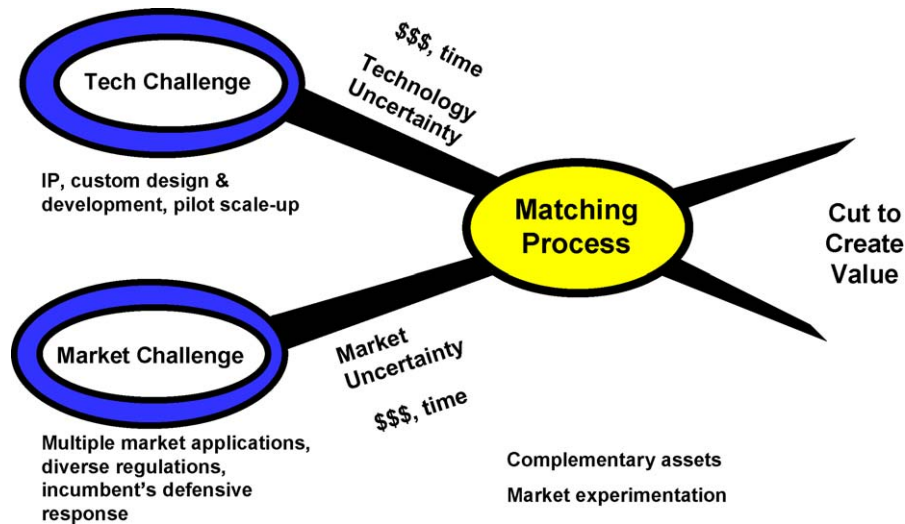 Tech Challenge
IP, custom design &
development, pilot scale-up
$$$, time
Technology
Uncertainty
Matching
Process
Cut to
Create
Value
Market Challenge
Multiple market applications,
diverse regulations,
incumbent's defensive
response
Market
Uncertainty
$$$, time
Complementary assets
Market experimentation